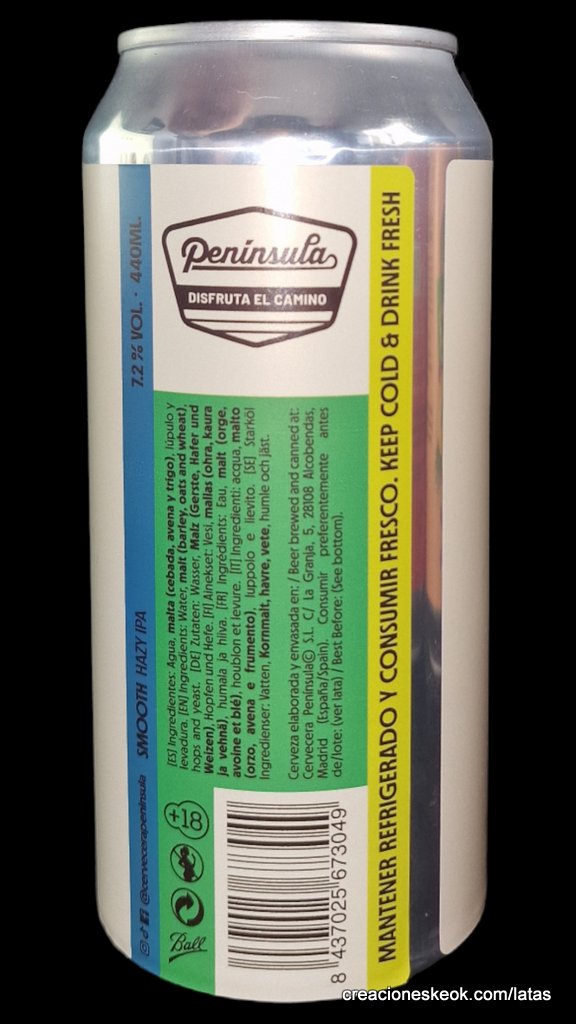 Península
DISFRUTA EL CAMINO
7.2 % VOL. · 440ML.
SMOOTH HAZY IPA
@cervecerapeninsula
[ES] Ingredientes: Agua, malta (cebada, avena y trigo), lúpulo y
levadura. [EN] Ingredients: Water, malt (barley, oats and wheat),
hops and yeast. [DE] Zutaten: Wasser, Malz (Gerste, Hafer und
Weizen), Hopfen und Hefe. [FI] Ainekset: Vesi, mallas (ohra, kaura
ja vehnä), humala ja hiiva. [FR] Ingrédients: Eau, malt (orge,
avoine et blé), houblon et levure. [IT] Ingredienti: acqua, malto
(orzo, avena e frumento), luppolo e lievito. [SE] Starköl
Ingredienser: Vatten, Kornmalt, havre, vete, humle och jäst.
Cerveza elaborada y envasada en: / Beer brewed and canned at:
Cervecera Península© S.L. C/ La Granja, 5, 28108 Alcobendas,
Madrid (España/Spain). Consumir preferentemente antes
de/lote: (ver lata) / Best Before: (See bottom).
Ball
+18
8 437025 673049
MANTENER REFRIGERADO Y CONSUMIR FRESCO. KEEP COLD & DRINK FRESH
creacioneskeok.com/latas